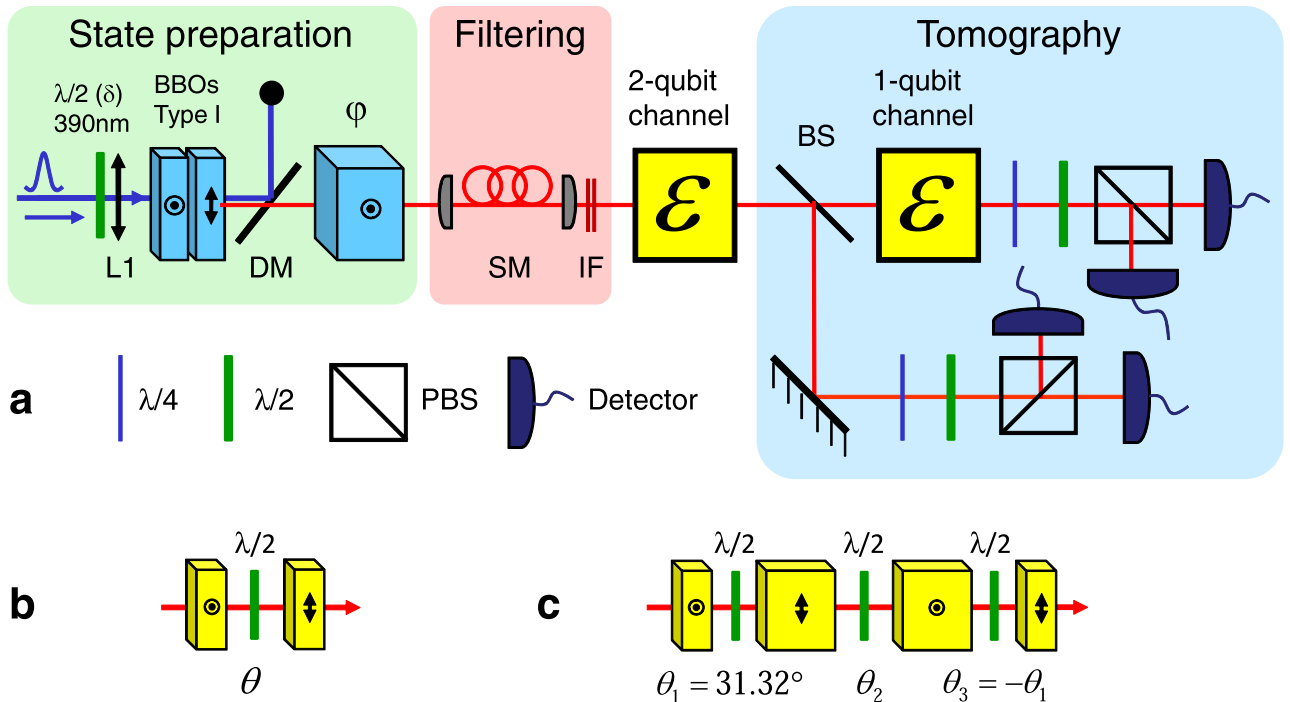 State preparation
Filtering
Tomography
λ/2 (δ)
390nm
BBOs
Type I
φ
2-qubit
channel
1-qubit
channel
BS
ℰ
ℰ
L1
DM
SM
IF
a
λ/4
λ/2
PBS
Detector
b
λ/2
θ
c
λ/2
λ/2
λ/2
θ₁ = 31.32°
θ₂
θ₃ = −θ₁